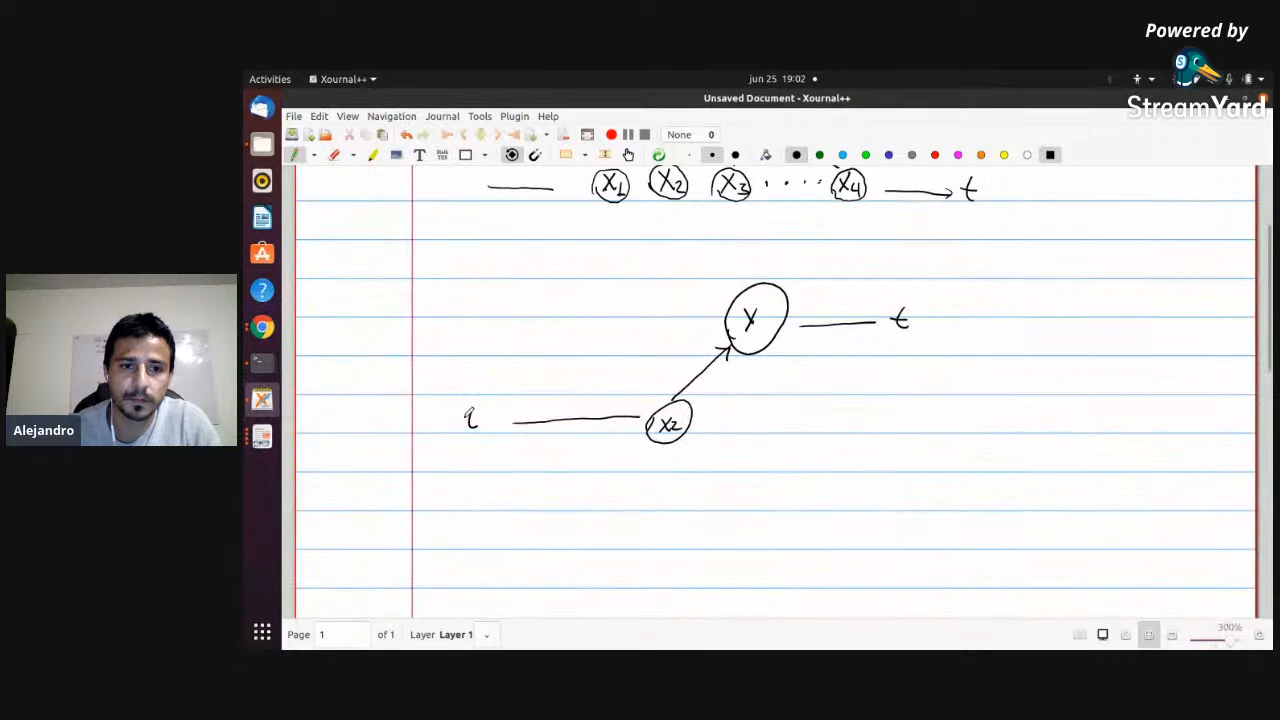 Powered by
StreamYard
Activities Xournal++ jun 25 19:02
Unsaved Document - Xournal++
File Edit View Navigation Journal Tools Plugin Help
None 0
X1 X2 X3 .... X4 t
Y t
X2
Alejandro
Page 1 of 1 Layer Layer 1 300%